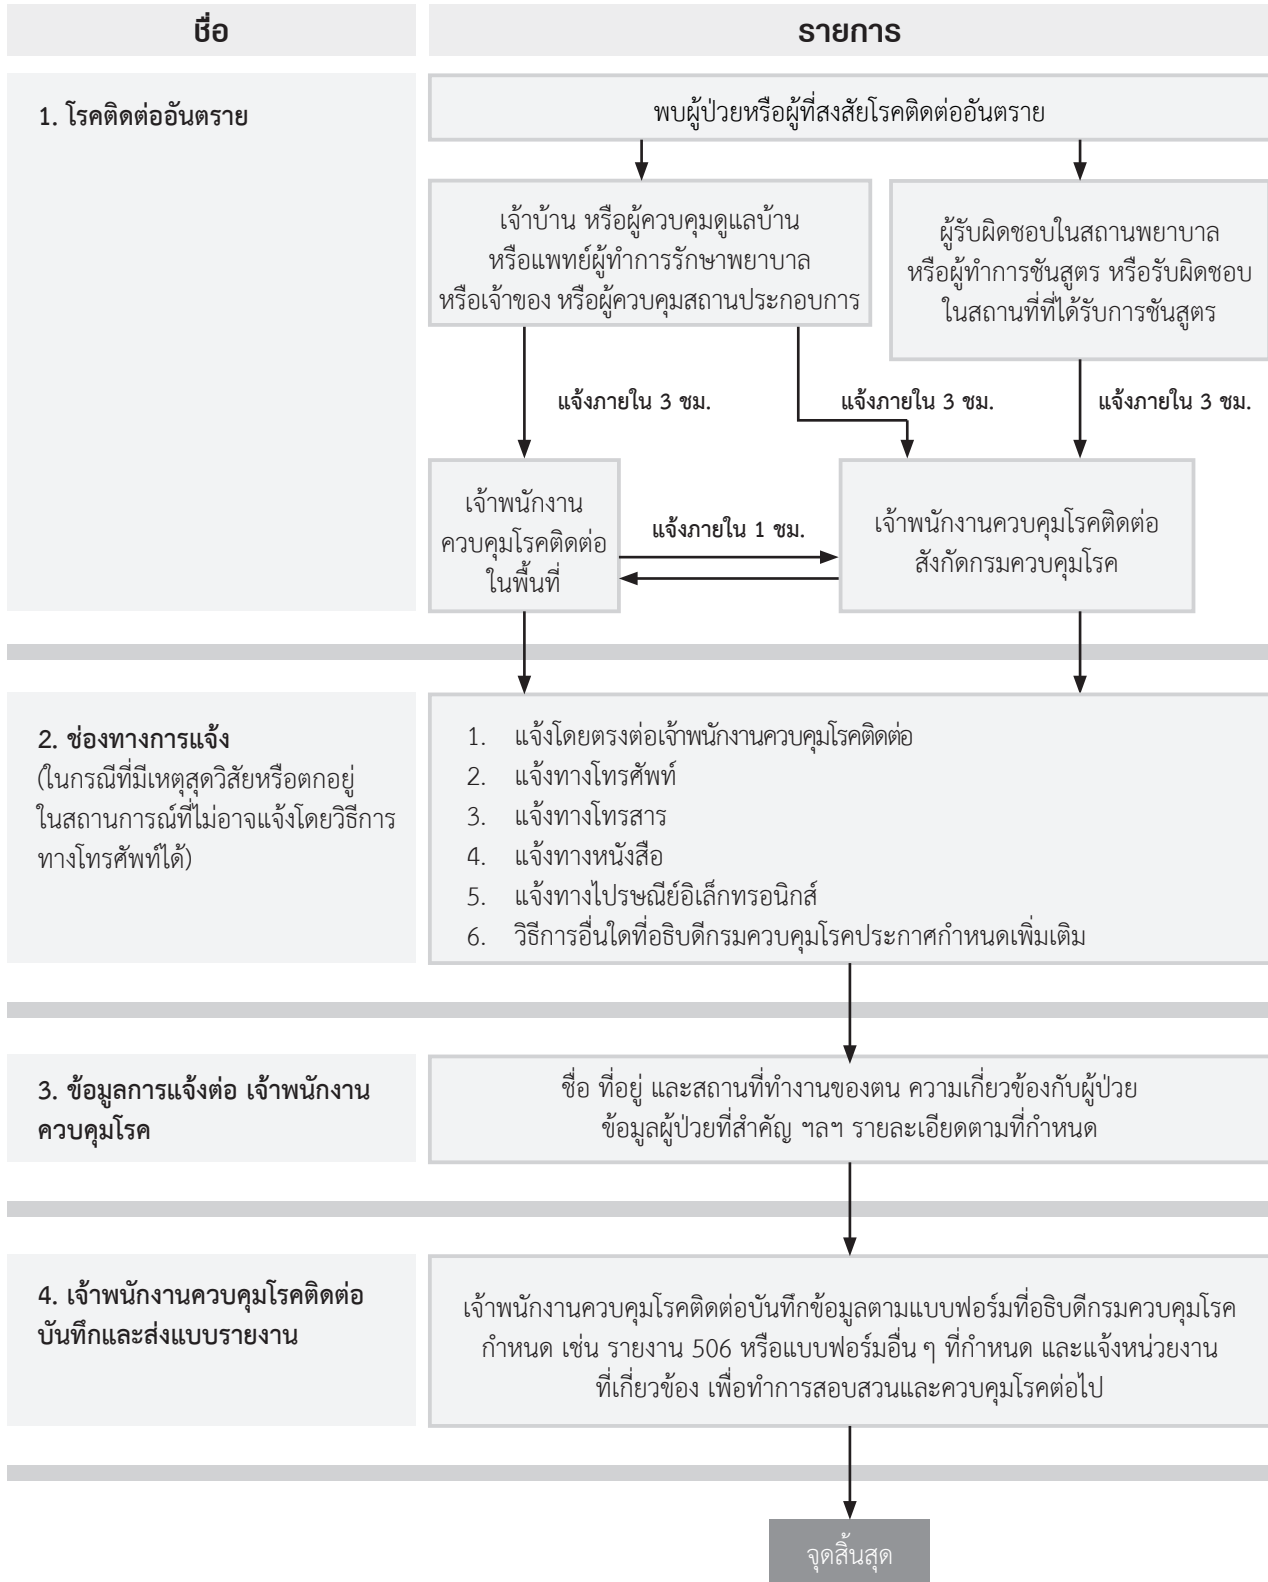 ชื่อ
รายการ
1. โรคติดต่ออันตราย
พบผู้ป่วยหรือผู้ที่สงสัยโรคติดต่ออันตราย
เจ้าบ้าน หรือผู้ควบคุมดูแลบ้าน
หรือแพทย์ผู้ทำการรักษาพยาบาล
หรือเจ้าของ หรือผู้ควบคุมสถานประกอบการ
ผู้รับผิดชอบในสถานพยาบาล
หรือผู้ทำการชันสูตร หรือรับผิดชอบ
ในสถานที่ที่ได้รับการชันสูตร
แจ้งภายใน 3 ชม.
แจ้งภายใน 3 ชม.
แจ้งภายใน 3 ชม.
เจ้าพนักงาน
ควบคุมโรคติดต่อ
ในพื้นที่
แจ้งภายใน 1 ชม.
เจ้าพนักงานควบคุมโรคติดต่อ
สังกัดกรมควบคุมโรค
2. ช่องทางการแจ้ง
(ในกรณีที่มีเหตุสุดวิสัยหรือตกอยู่
ในสถานการณ์ที่ไม่อาจแจ้งโดยวิธีการ
ทางโทรศัพท์ได้)
1. แจ้งโดยตรงต่อเจ้าพนักงานควบคุมโรคติดต่อ
2. แจ้งทางโทรศัพท์
3. แจ้งทางโทรสาร
4. แจ้งทางหนังสือ
5. แจ้งทางไปรษณีย์อิเล็กทรอนิกส์
6. วิธีการอื่นใดที่อธิบดีกรมควบคุมโรคประกาศกำหนดเพิ่มเติม
3. ข้อมูลการแจ้งต่อ เจ้าพนักงาน
ควบคุมโรค
ชื่อ ที่อยู่ และสถานที่ทำงานของตน ความเกี่ยวข้องกับผู้ป่วย
ข้อมูลผู้ป่วยที่สำคัญ ฯลฯ รายละเอียดตามที่กำหนด
4. เจ้าพนักงานควบคุมโรคติดต่อ
บันทึกและส่งแบบรายงาน
เจ้าพนักงานควบคุมโรคติดต่อบันทึกข้อมูลตามแบบฟอร์มที่อธิบดีกรมควบคุมโรค
กำหนด เช่น รายงาน 506 หรือแบบฟอร์มอื่น ๆ ที่กำหนด และแจ้งหน่วยงาน
ที่เกี่ยวข้อง เพื่อทำการสอบสวนและควบคุมโรคต่อไป
จุดสิ้นสุด